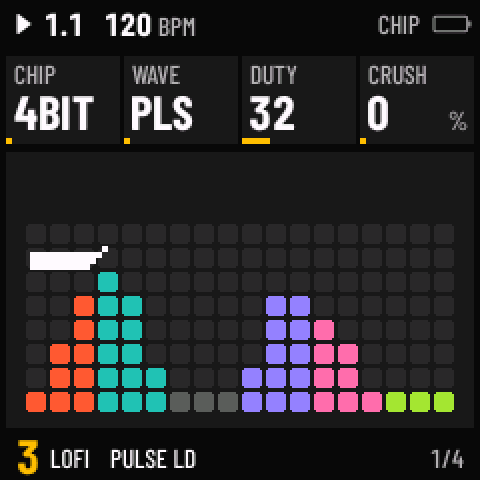 1.1 120 BPM CHIP
CHIP WAVE DUTY CRUSH
4BIT PLS 32 0 %
3 LOFI PULSE LD 1/4